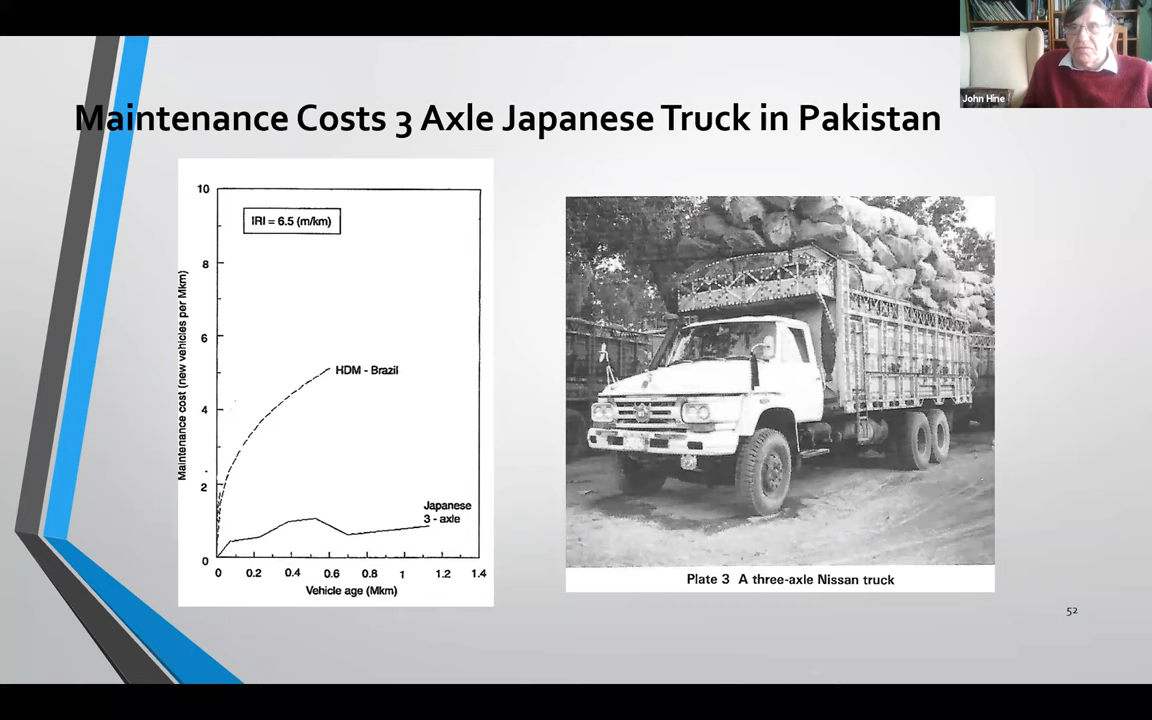 John Hine
Maintenance Costs 3 Axle Japanese Truck in Pakistan
10
8
6
4
2
0
Maintenance cost (new vehicles per Mkm)
IRI = 6.5 (m/km)
HDM - Brazil
Japanese
3 - axle
0 0.2 0.4 0.6 0.8 1 1.2 1.4
Vehicle age (Mkm)
Plate 3 A three-axle Nissan truck
52